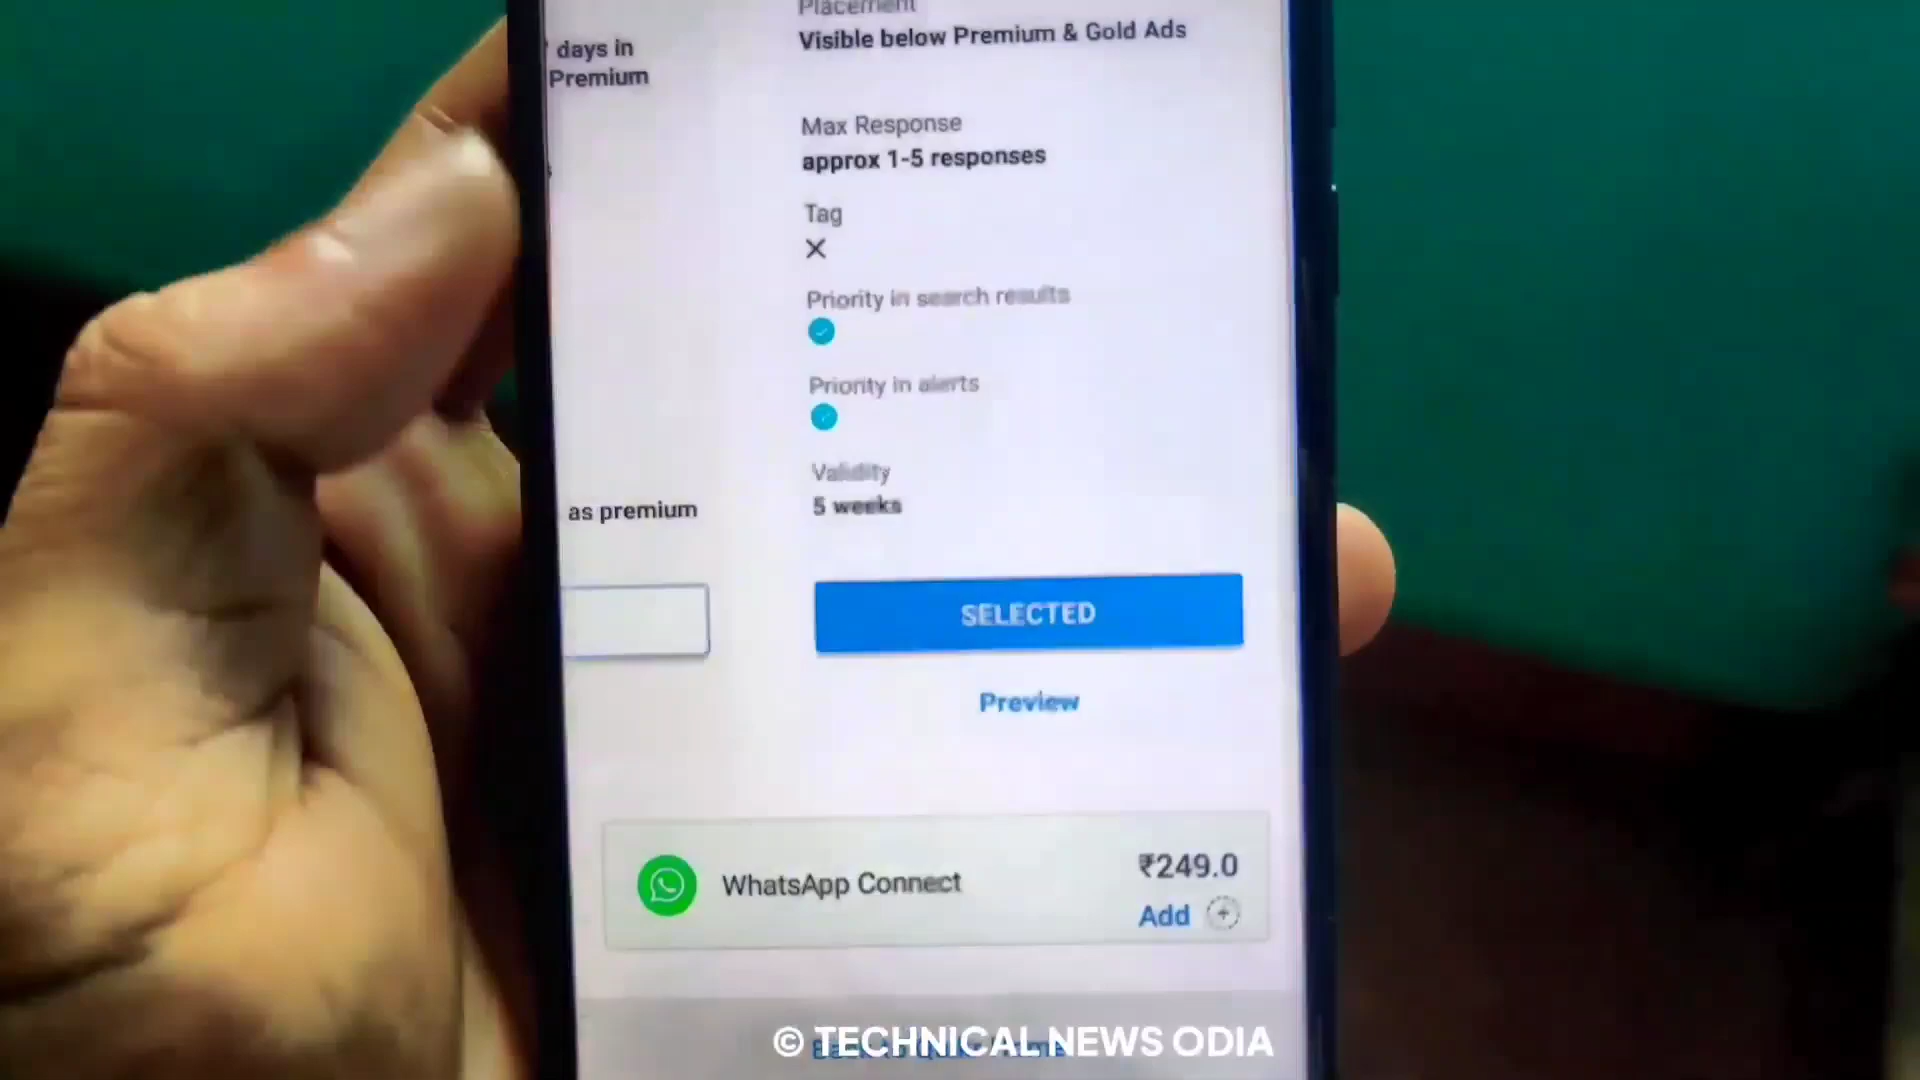 Placement
Visible below Premium & Gold Ads
days in
Premium
Max Response
approx 1-5 responses
Tag
Priority in search results
Priority in alerts
Validity
5 weeks
as premium
SELECTED
Preview
WhatsApp Connect
₹249.0
Add
© TECHNICAL NEWS ODIA